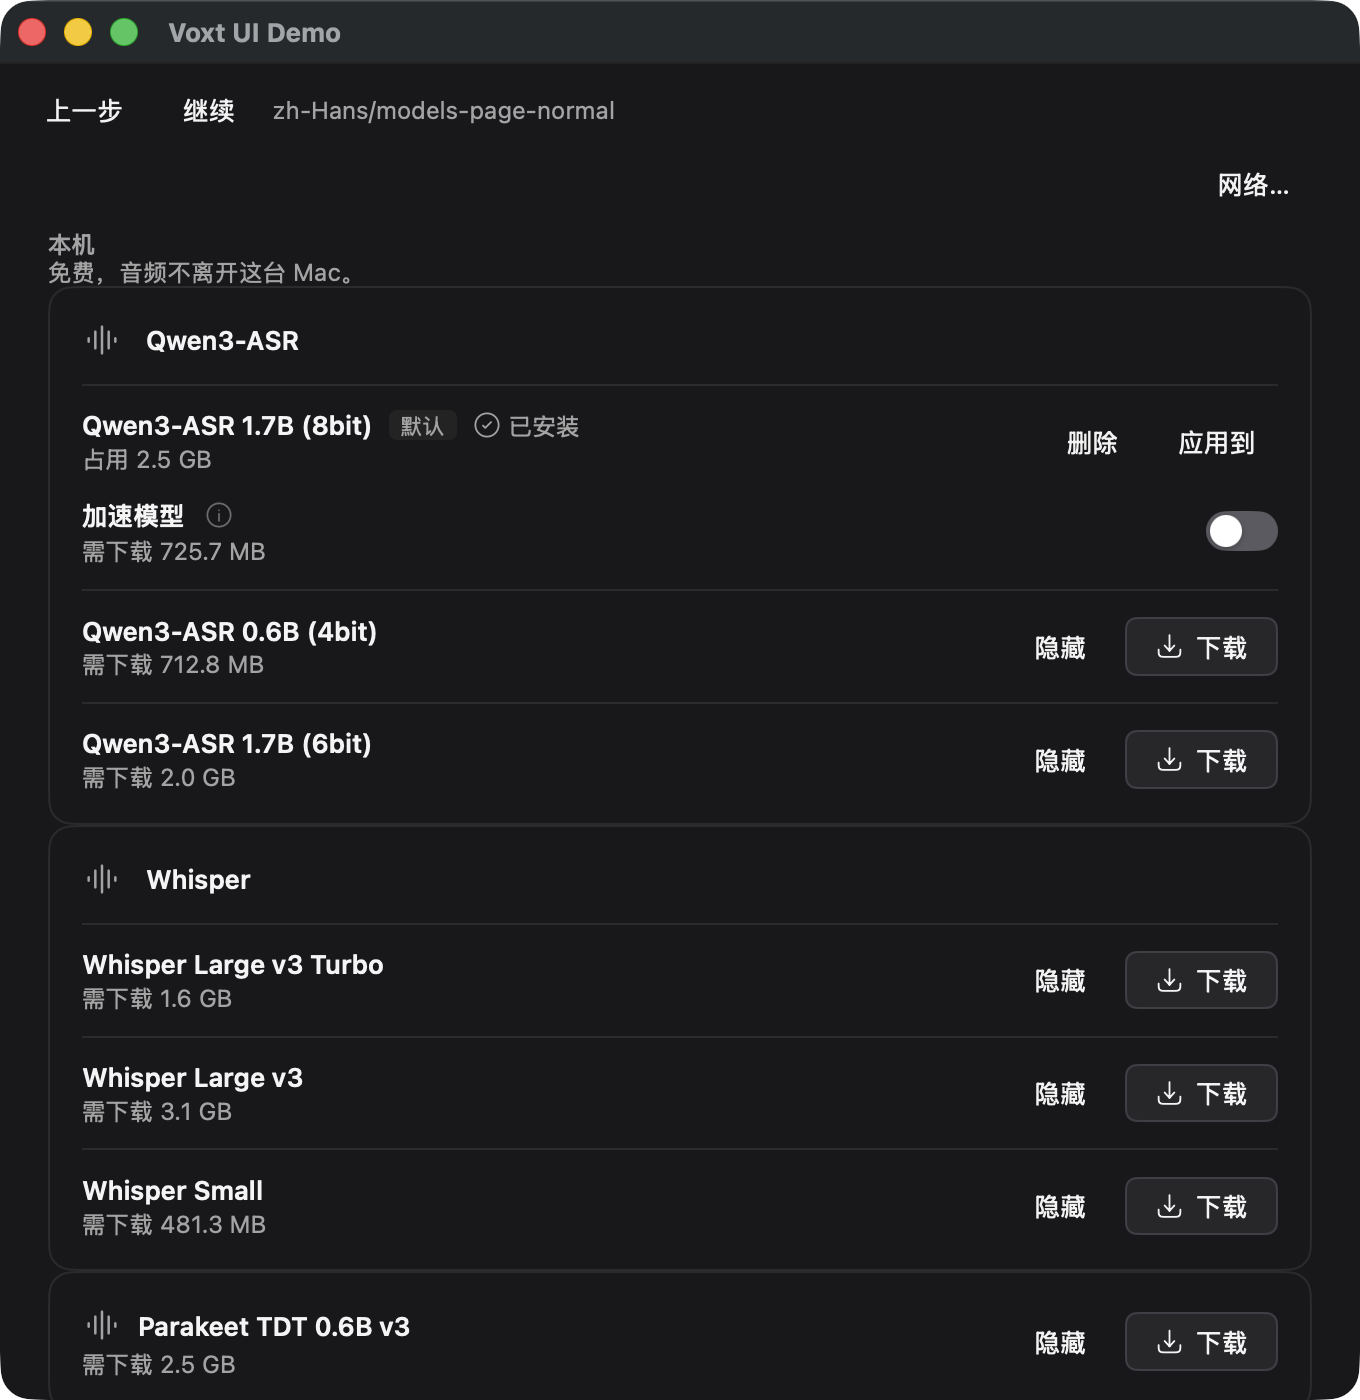 Voxt UI Demo
上一步 继续 zh-Hans/models-page-normal
网络...
本机
免费，音频不离开这台 Mac。
Qwen3-ASR
Qwen3-ASR 1.7B (8bit) 默认 已安装
占用 2.5 GB
删除 应用到
加速模型
需下载 725.7 MB
Qwen3-ASR 0.6B (4bit)
需下载 712.8 MB
隐藏 下载
Qwen3-ASR 1.7B (6bit)
需下载 2.0 GB
隐藏 下载
Whisper
Whisper Large v3 Turbo
需下载 1.6 GB
隐藏 下载
Whisper Large v3
需下载 3.1 GB
隐藏 下载
Whisper Small
需下载 481.3 MB
隐藏 下载
Parakeet TDT 0.6B v3
需下载 2.5 GB
隐藏 下载